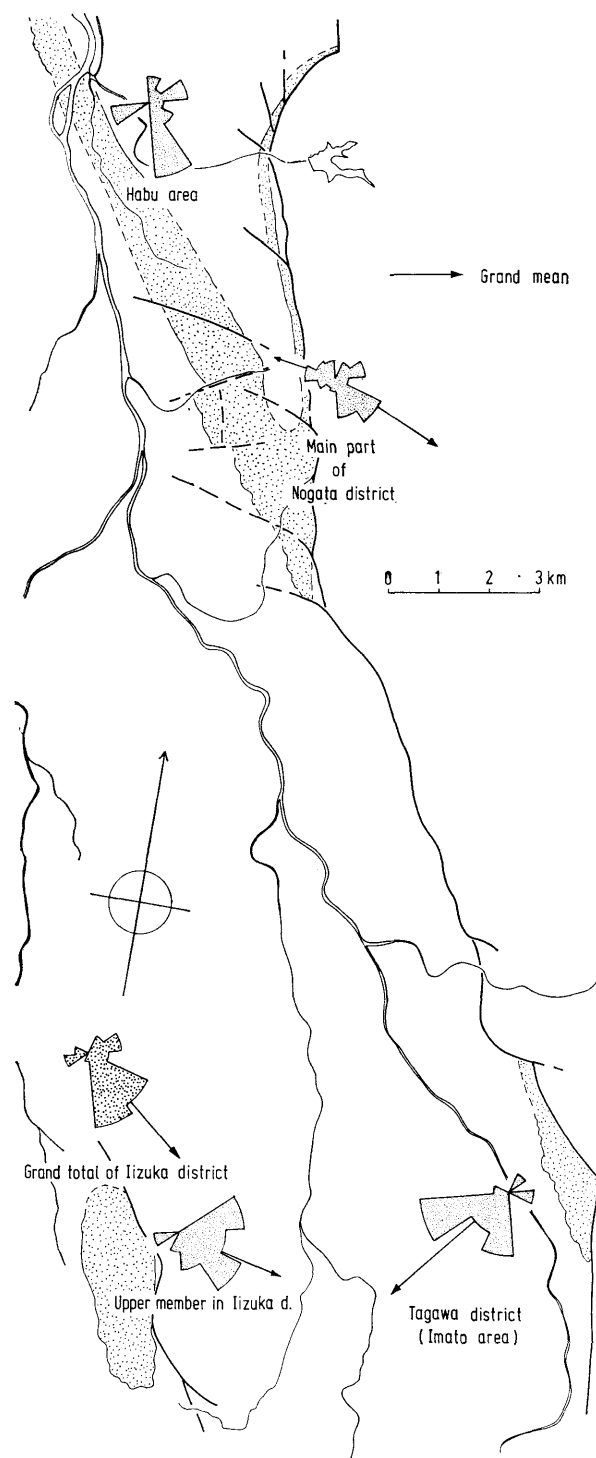 Habu area
Grand mean
Main part
of
Nogata district
0 1 2 3 km
Grand total of Iizuka district
Upper member in Iizuka d.
Tagawa district
(Imato area)